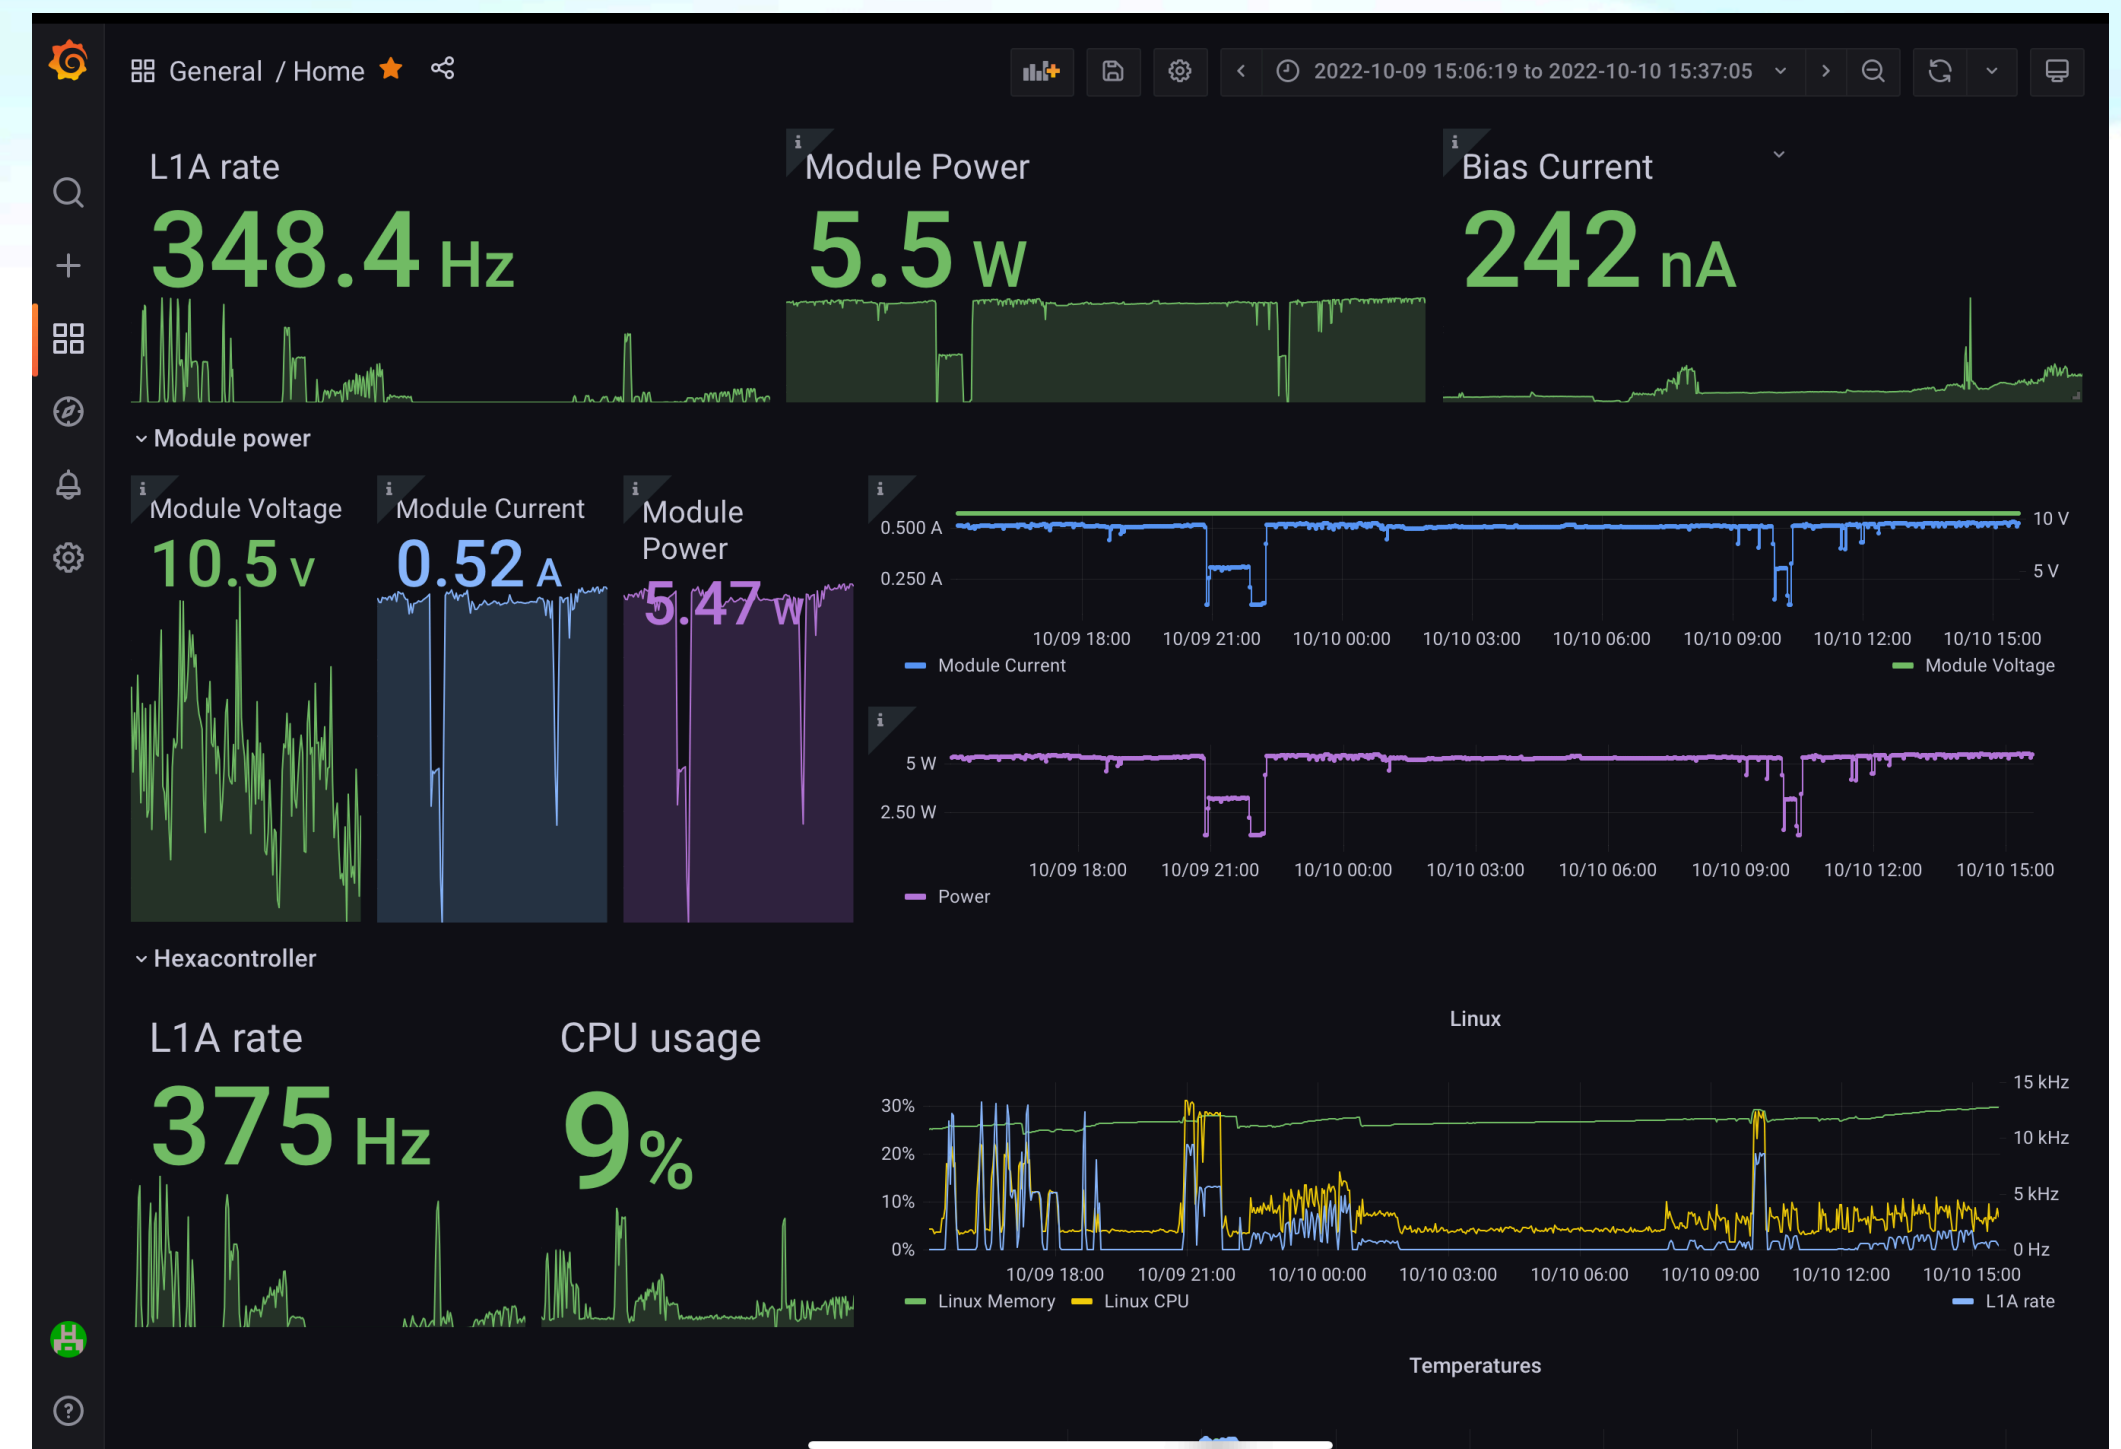 General / Home
2022-10-09 15:06:19 to 2022-10-10 15:37:05
L1A rate
348.4 Hz
Module Power
5.5 W
Bias Current
242 nA
Module power
Module Voltage
10.5 V
Module Current
0.52 A
Module
Power
5.47 W
0.500 A
0.250 A
10 V
5 V
10/09 18:00 10/09 21:00 10/10 00:00 10/10 03:00 10/10 06:00 10/10 09:00 10/10 12:00 10/10 15:00
Module Current
Module Voltage
5 W
2.50 W
10/09 18:00 10/09 21:00 10/10 00:00 10/10 03:00 10/10 06:00 10/10 09:00 10/10 12:00 10/10 15:00
Power
Hexacontroller
L1A rate
375 Hz
CPU usage
9%
Linux
30%
20%
10%
0%
15 kHz
10 kHz
5 kHz
0 Hz
10/09 18:00 10/09 21:00 10/10 00:00 10/10 03:00 10/10 06:00 10/10 09:00 10/10 12:00 10/10 15:00
Linux Memory Linux CPU
L1A rate
Temperatures